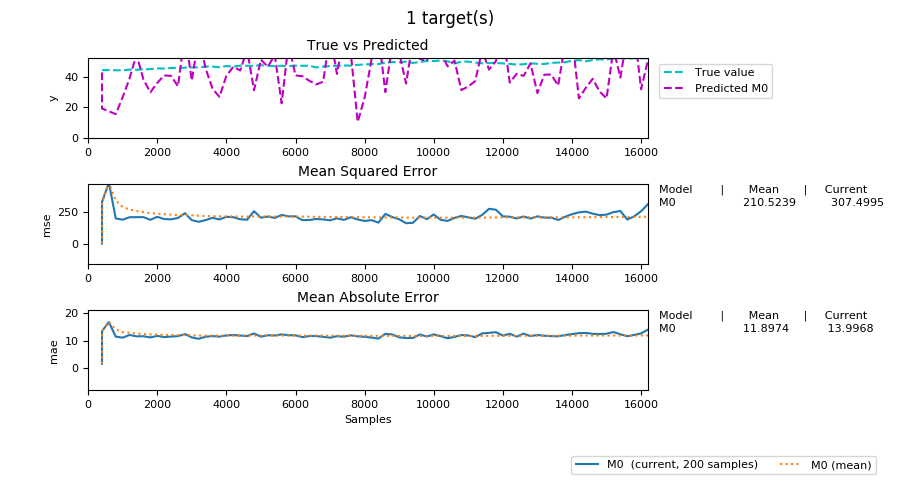 1 target(s)
True vs Predicted
y
40
20
0
0 2000 4000 6000 8000 10000 12000 14000 16000
True value
Predicted M0
Mean Squared Error
mse
250
0
0 2000 4000 6000 8000 10000 12000 14000 16000
Model | Mean | Current
M0 210.5239 307.4995
Mean Absolute Error
mae
20
10
0
0 2000 4000 6000 8000 10000 12000 14000 16000
Samples
Model | Mean | Current
M0 11.8974 13.9968
M0 (current, 200 samples) M0 (mean)